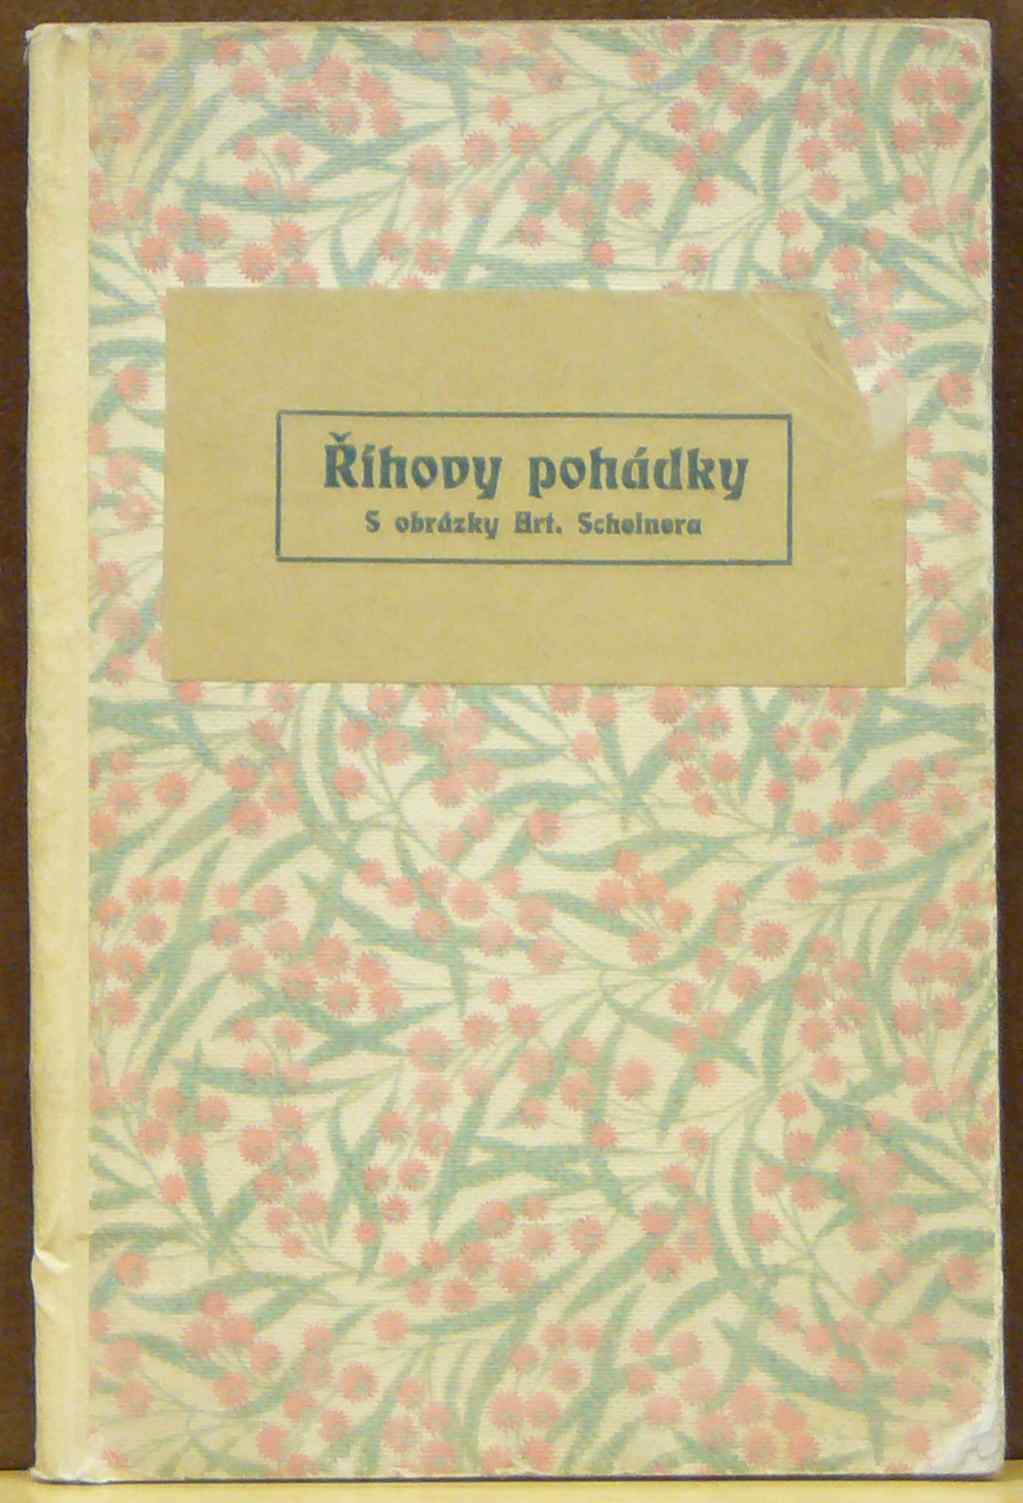 Říhovy pohádky
S obrázky Art. Scheinera